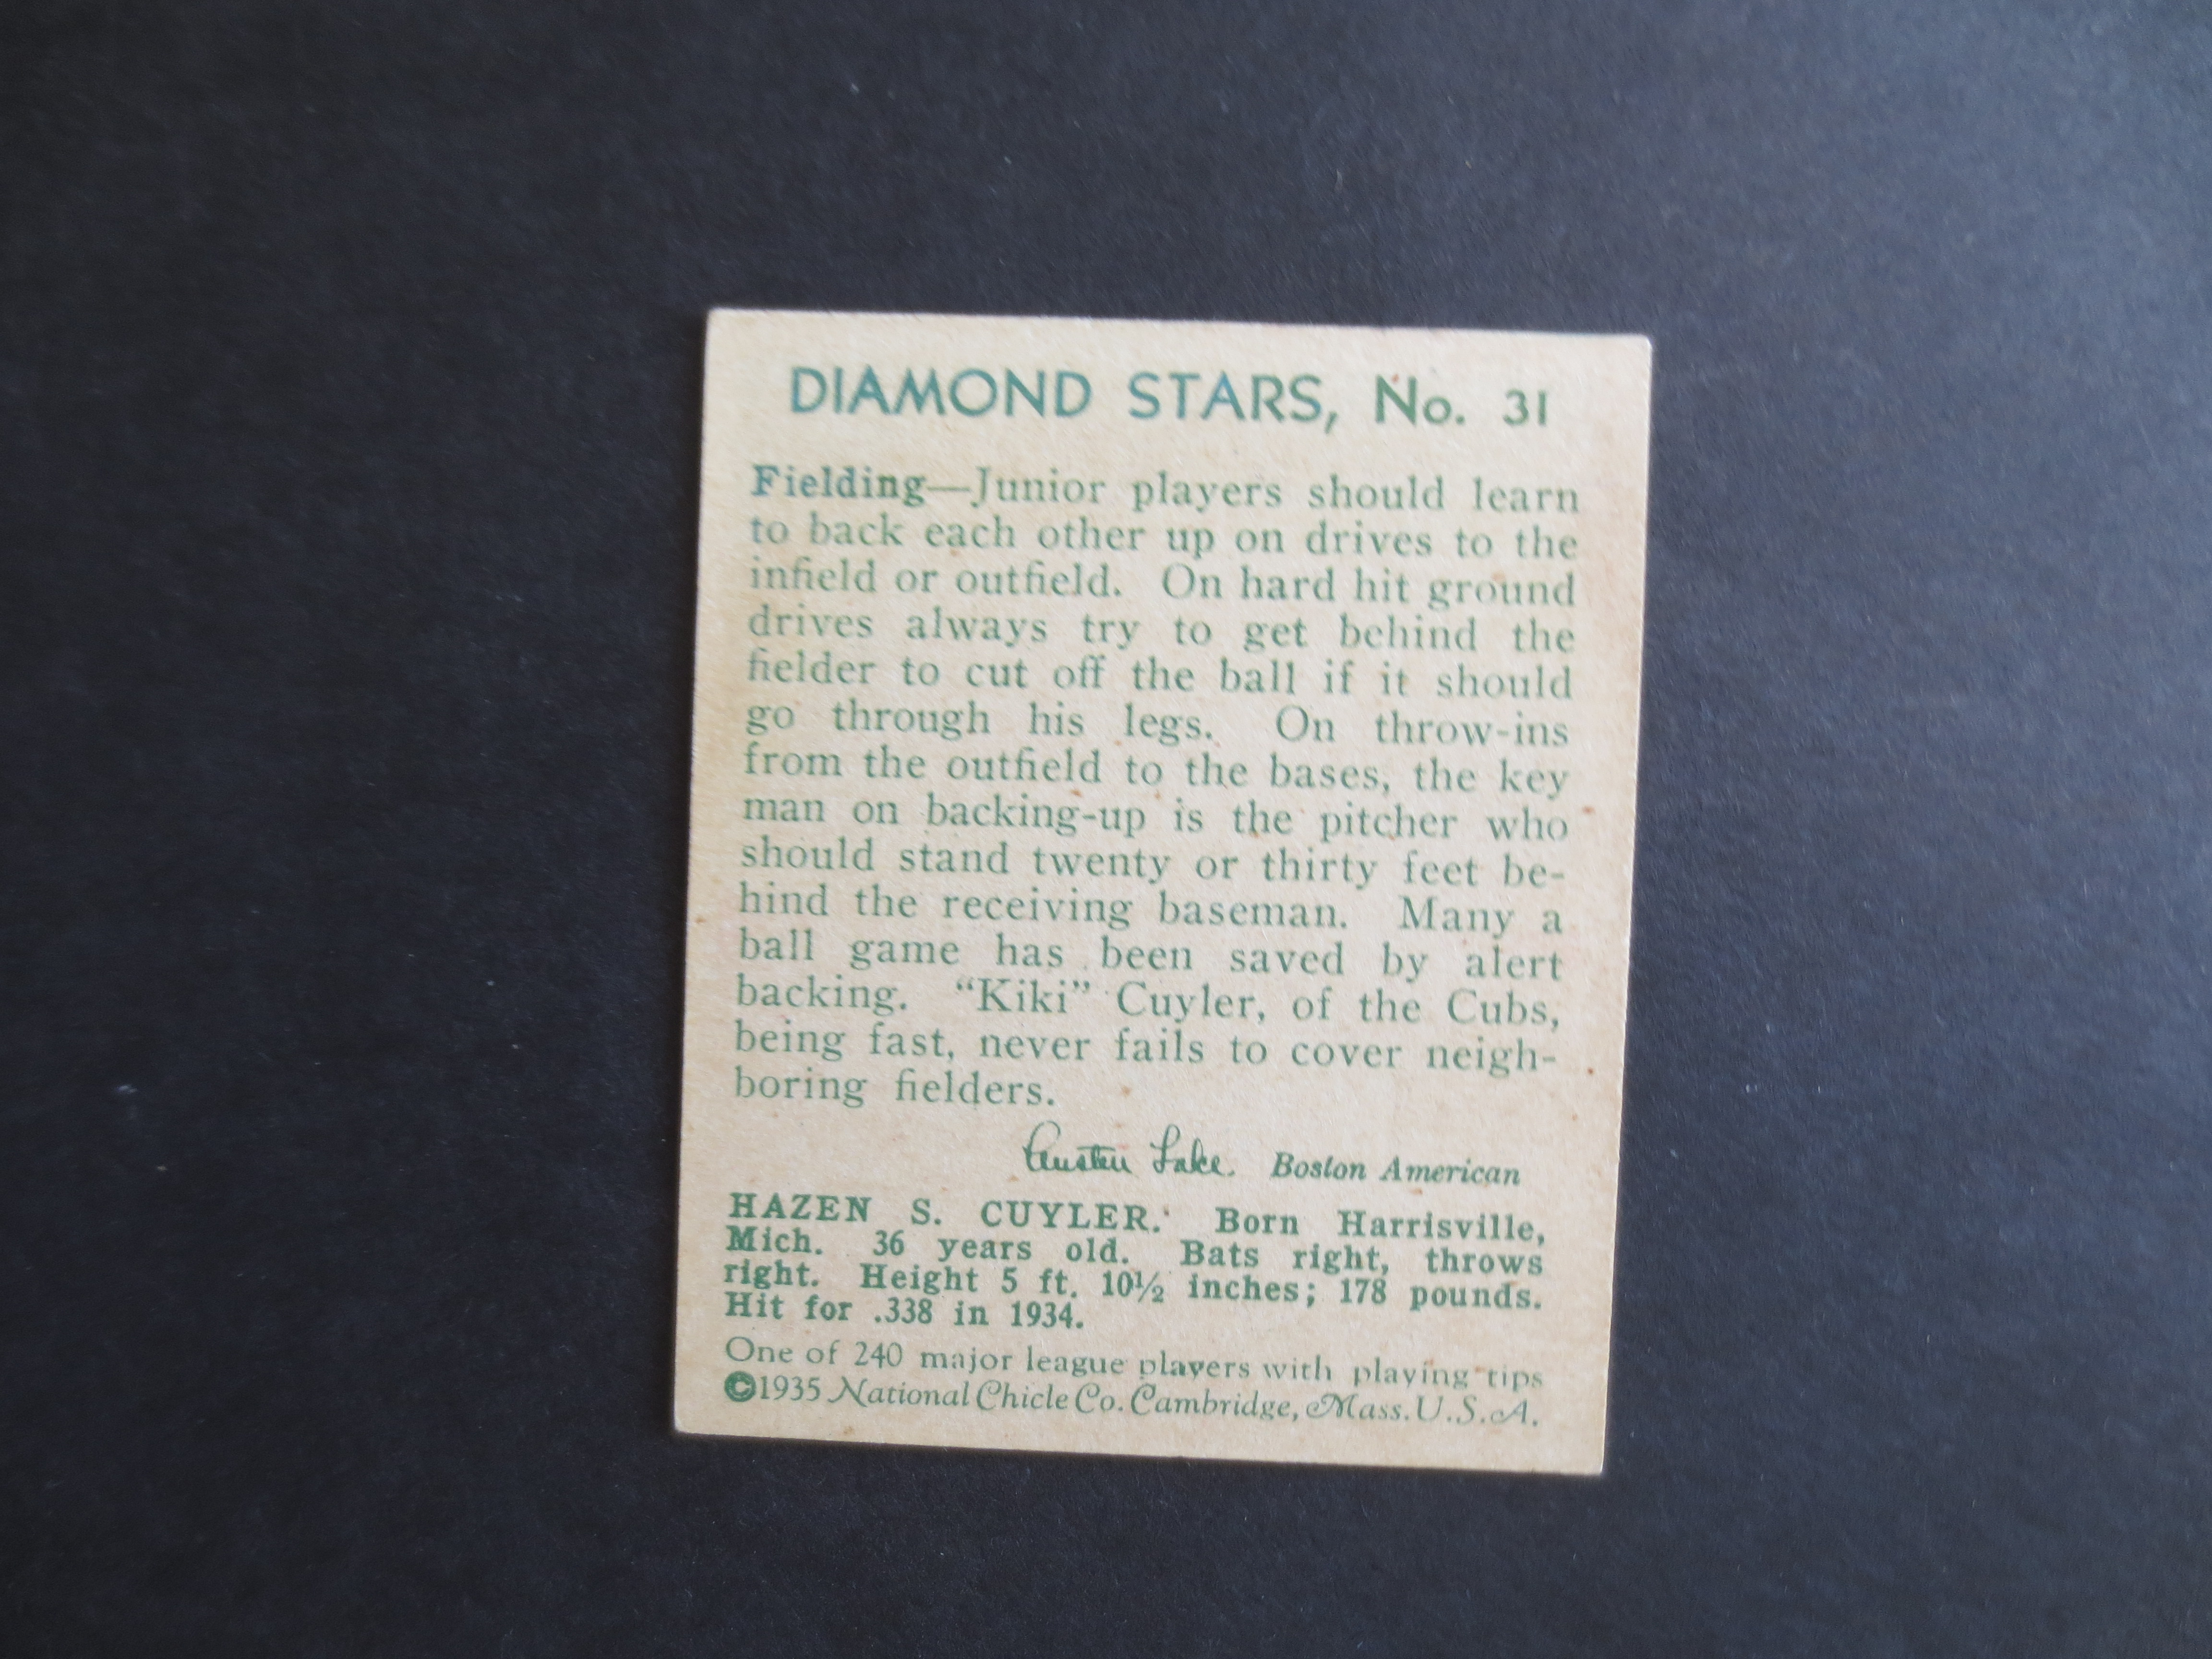 DIAMOND STARS, No. 31
Fielding—Junior players should learn
to back each other up on drives to the
infield or outfield. On hard hit ground
drives always try to get behind the
fielder to cut off the ball if it should
go through his legs. On throw-ins
from the outfield to the bases, the key
man on backing-up is the pitcher who
should stand twenty or thirty feet be-
hind the receiving baseman. Many a
ball game has been saved by alert
backing. “Kiki” Cuyler, of the Cubs,
being fast, never fails to cover neigh-
boring fielders.
Austen Lake. Boston American
HAZEN S. CUYLER. Born Harrisville,
Mich. 36 years old. Bats right, throws
right. Height 5 ft. 10½ inches; 178 pounds.
Hit for .338 in 1934.
One of 240 major league players with playing tips
©1935 National Chicle Co. Cambridge, Mass. U.S.A.